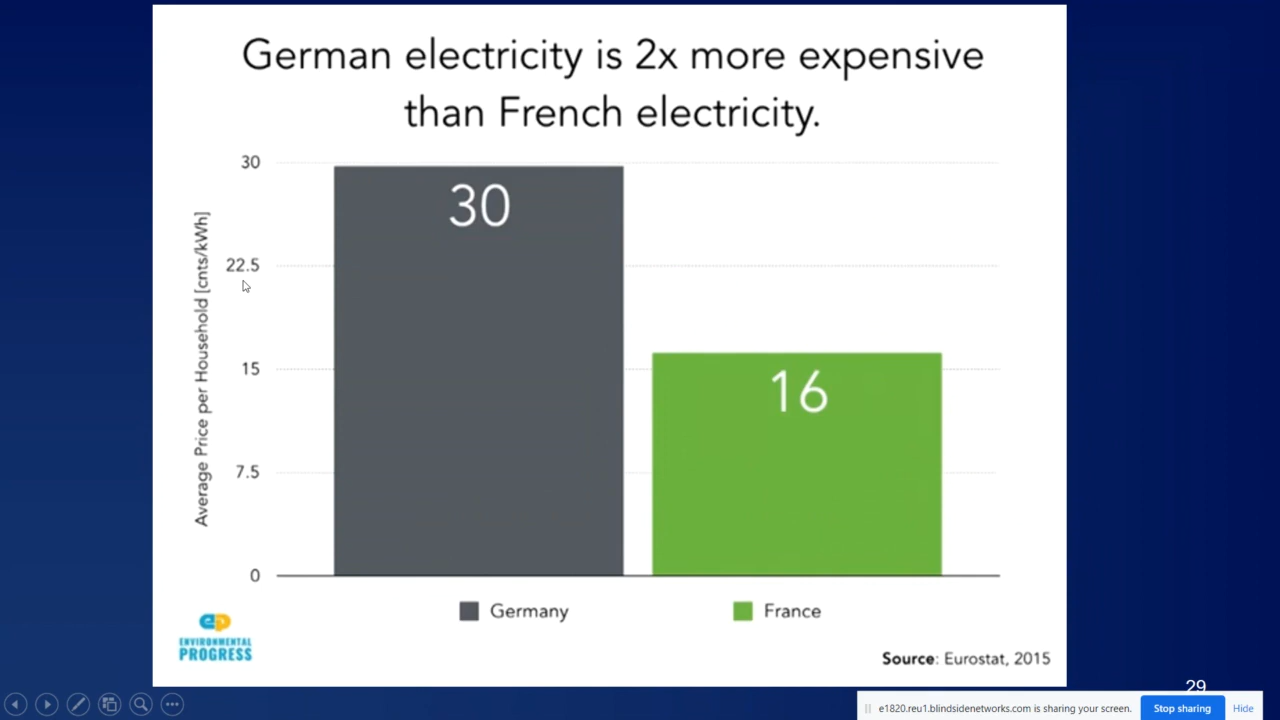 German electricity is 2x more expensive
than French electricity.
30
22.5
15
7.5
0
Average Price per Household [cnts/kWh]
30
16
Germany
France
ep
ENVIRONMENTAL
PROGRESS
Source: Eurostat, 2015
29
e1820.reu1.blindsidenetworks.com is sharing your screen.
Stop sharing
Hide